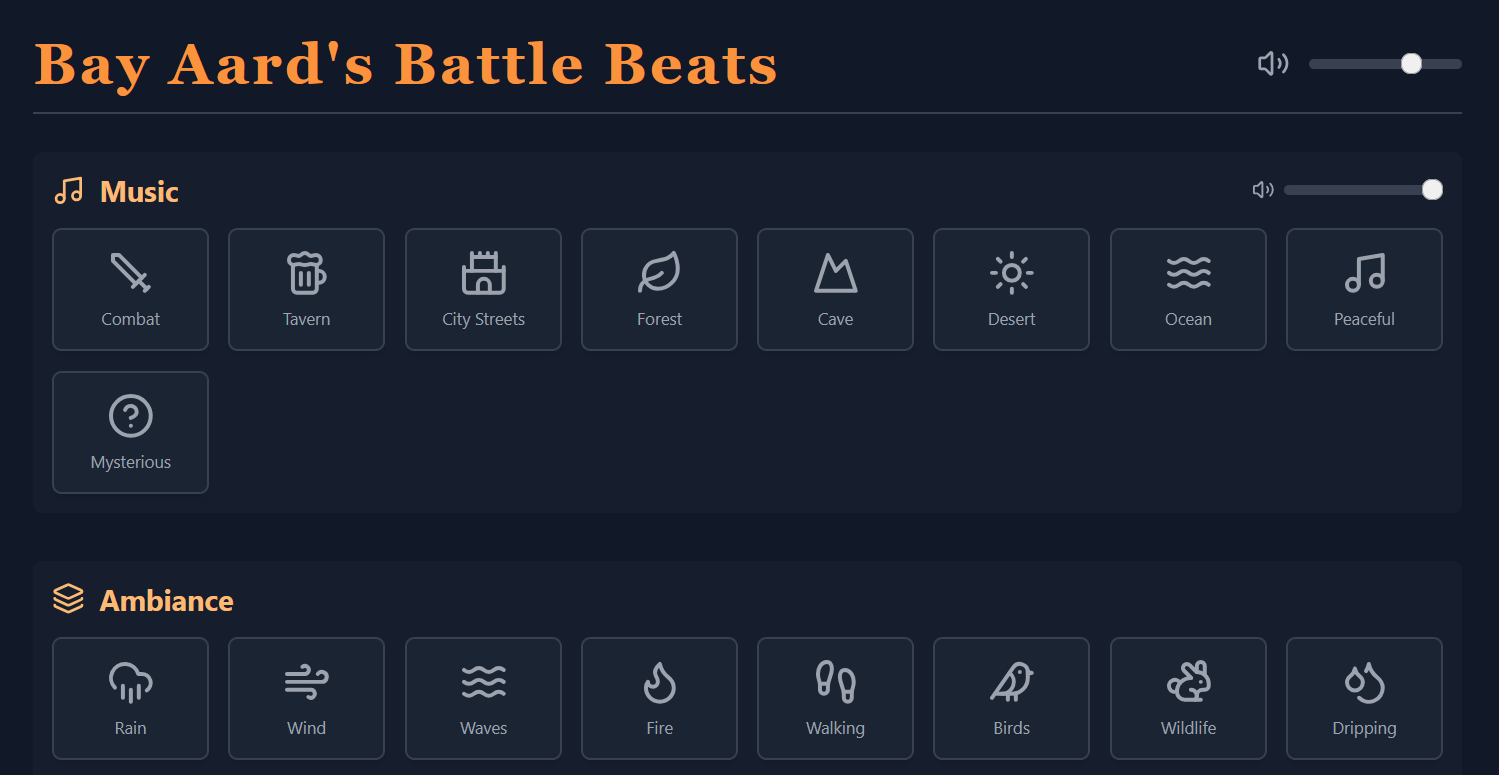 Bay Aard's Battle Beats
Music
Combat
Tavern
City Streets
Forest
Cave
Desert
Ocean
Peaceful
Mysterious
Ambiance
Rain
Wind
Waves
Fire
Walking
Birds
Wildlife
Dripping